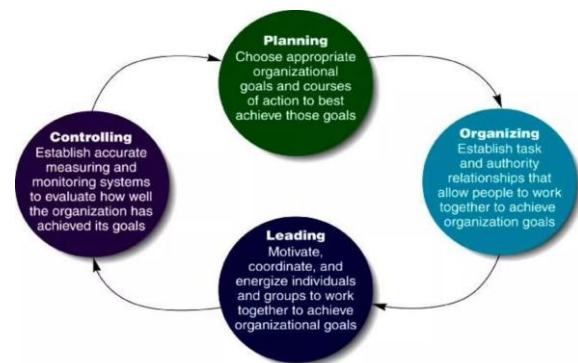 Planning
Choose appropriate
organizational
goals and courses
of action to best
achieve those goals
Organizing
Establish task
and authority
relationships that
allow people to work
together to achieve
organization goals
Leading
Motivate,
coordinate, and
energize individuals
and groups to work
together to achieve
organizational goals
Controlling
Establish accurate
measuring and
monitoring systems
to evaluate how well
the organization has
achieved its goals